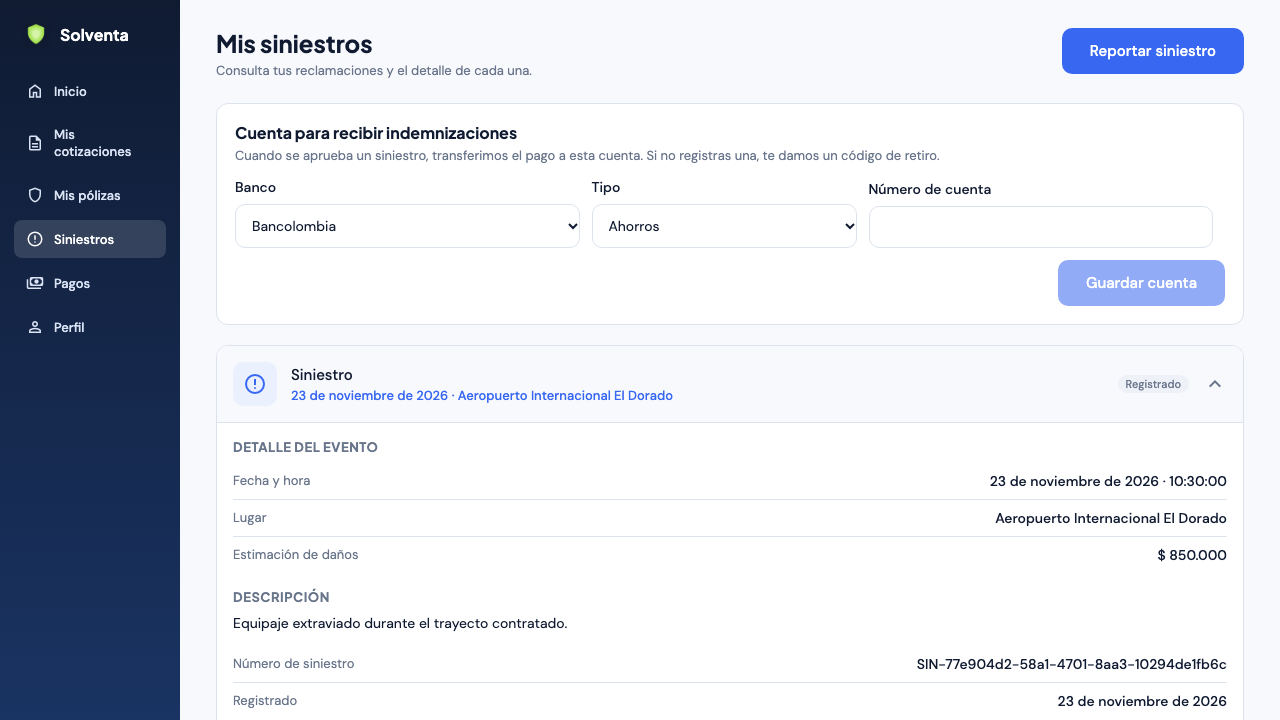 Solventa
Inicio
Mis
cotizaciones
Mis pólizas
Siniestros
Pagos
Perfil
Mis siniestros
Consulta tus reclamaciones y el detalle de cada una.
Reportar siniestro
Cuenta para recibir indemnizaciones
Cuando se aprueba un siniestro, transferimos el pago a esta cuenta. Si no registras una, te damos un código de retiro.
Banco
Tipo
Número de cuenta
Bancolombia
Ahorros
Guardar cuenta
Siniestro
23 de noviembre de 2026 · Aeropuerto Internacional El Dorado
Registrado
DETALLE DEL EVENTO
Fecha y hora
23 de noviembre de 2026 · 10:30:00
Lugar
Aeropuerto Internacional El Dorado
Estimación de daños
$ 850.000
DESCRIPCIÓN
Equipaje extraviado durante el trayecto contratado.
Número de siniestro
SIN-77e904d2-58a1-4701-8aa3-10294de1fb6c
Registrado
23 de noviembre de 2026